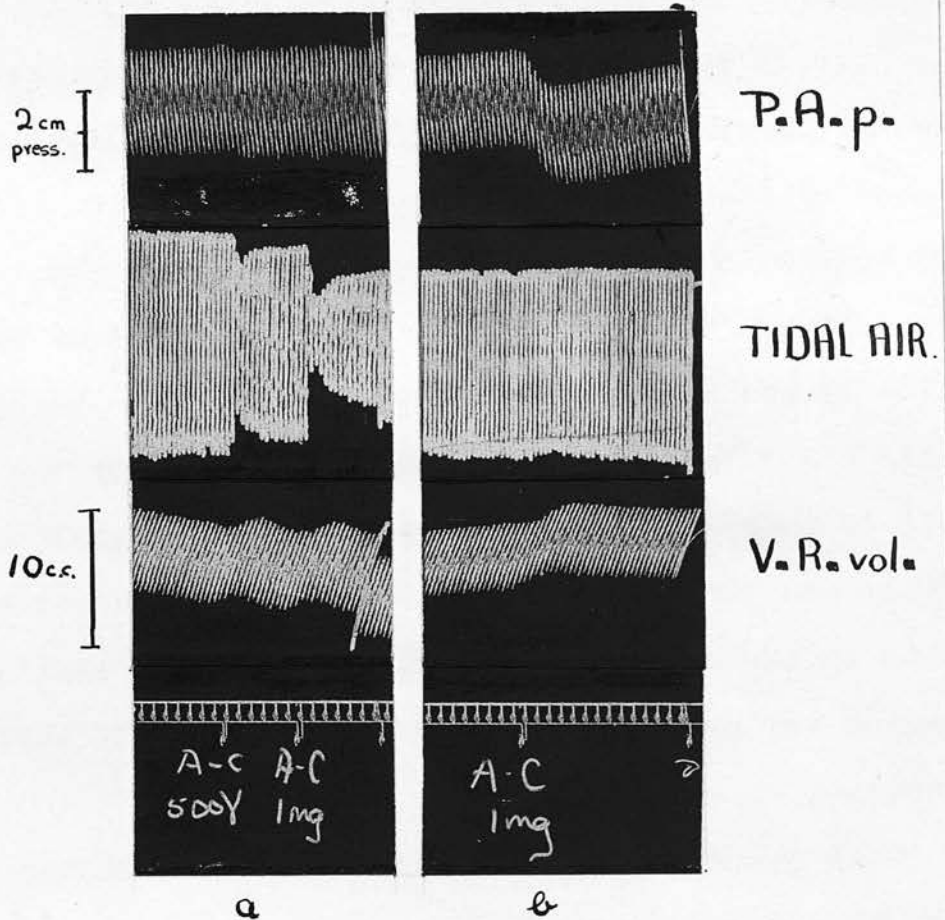 2 cm
press.
P.A.p.
TIDAL AIR.
10 c.c.
V.R.vol.
A-C A-C
500γ 1mg
A-C
1mg
a b